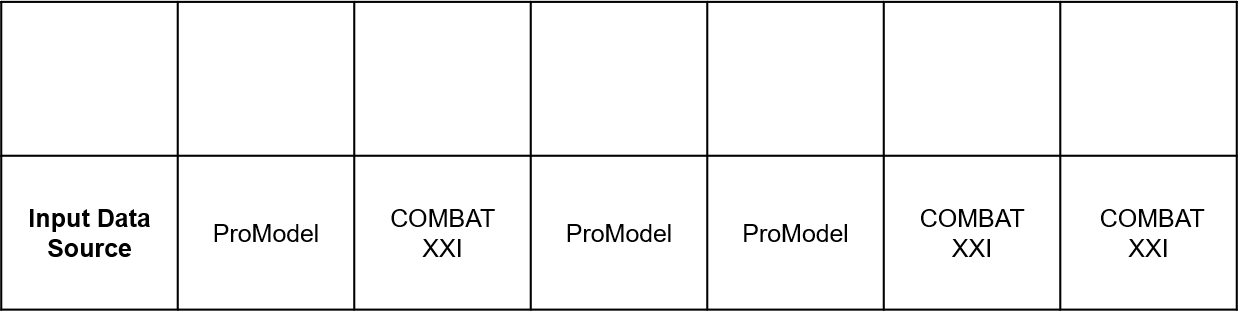 Input Data
Source
ProModel
COMBAT
XXI
ProModel
ProModel
COMBAT
XXI
COMBAT
XXI